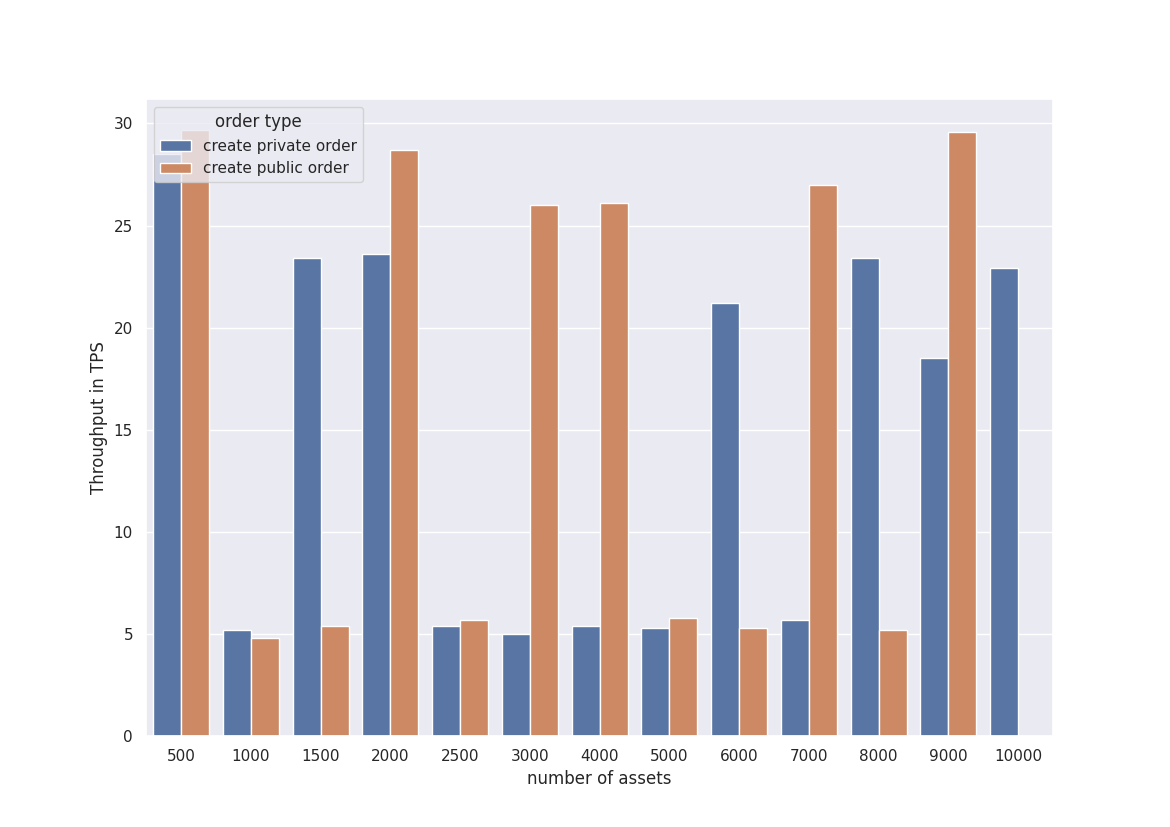 order type
create private order
create public order
30
25
20
15
10
5
0
Throughput in TPS
500 1000 1500 2000 2500 3000 4000 5000 6000 7000 8000 9000 10000
number of assets